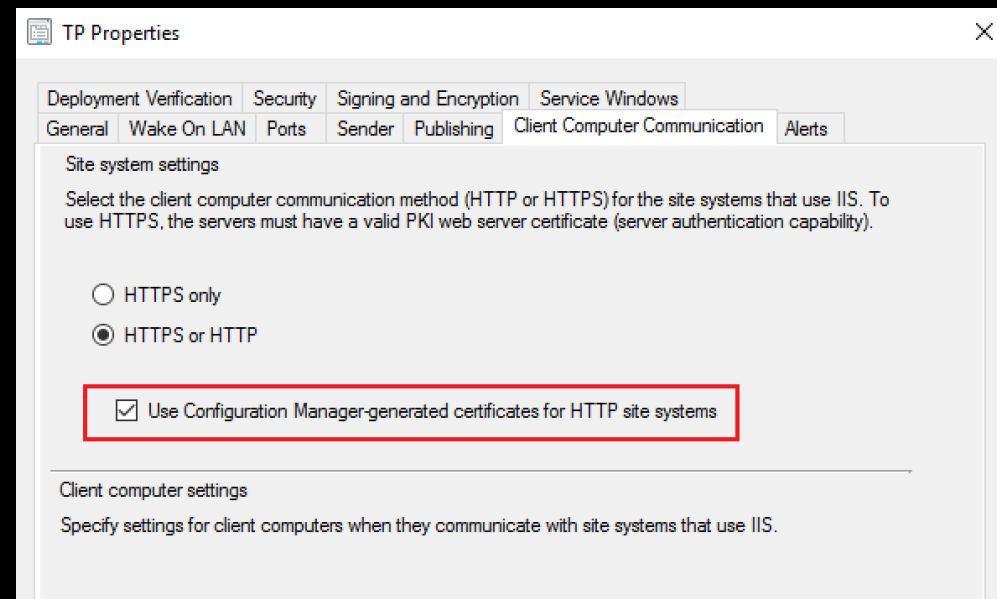 TP Properties
Deployment Verification Security Signing and Encryption Service Windows
General Wake On LAN Ports Sender Publishing Client Computer Communication Alerts
Site system settings
Select the client computer communication method (HTTP or HTTPS) for the site systems that use IIS. To
use HTTPS, the servers must have a valid PKI web server certificate (server authentication capability).
HTTPS only
HTTPS or HTTP
Use Configuration Manager-generated certificates for HTTP site systems
Client computer settings
Specify settings for client computers when they communicate with site systems that use IIS.